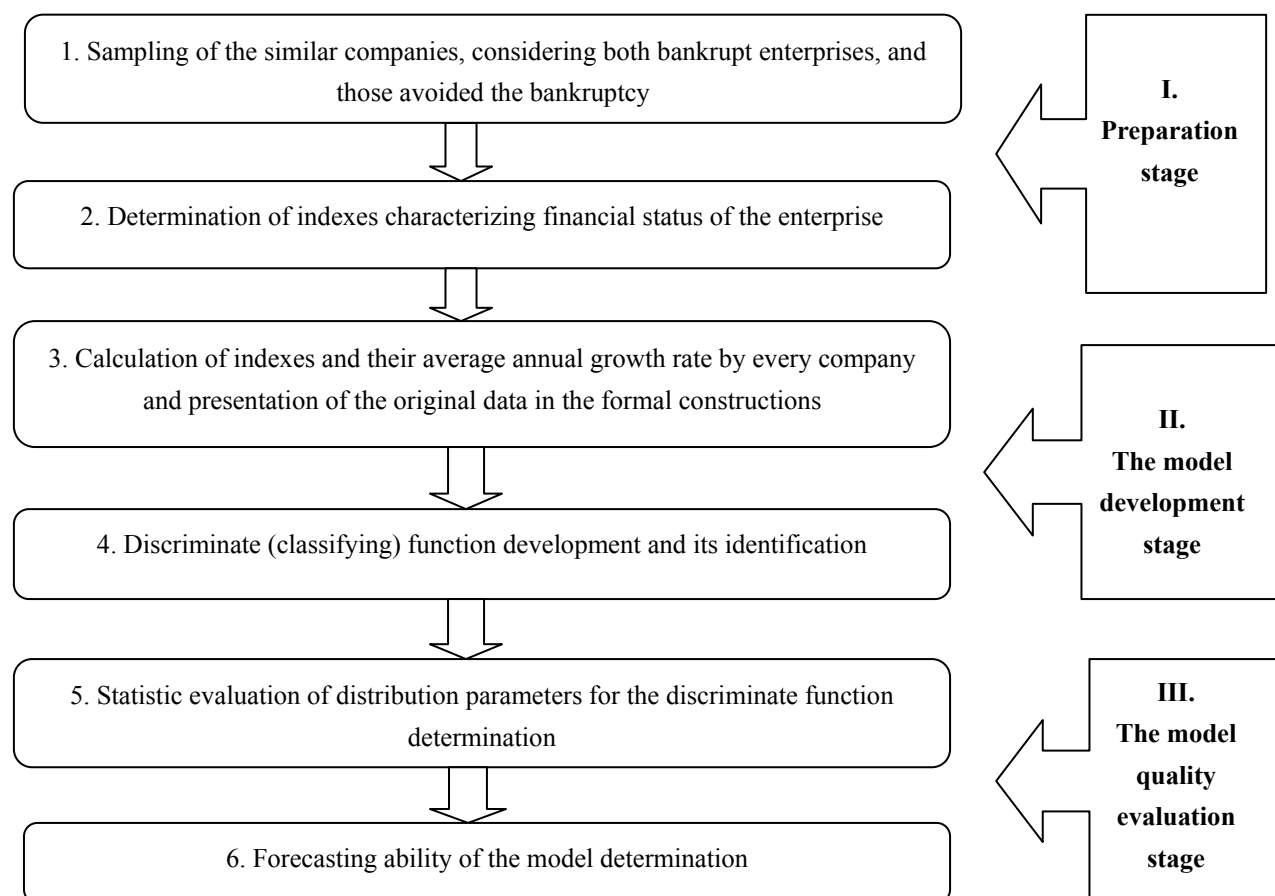 1. Sampling of the similar companies, considering both bankrupt enterprises, and
those avoided the bankruptcy
I.
Preparation
stage
2. Determination of indexes characterizing financial status of the enterprise
3. Calculation of indexes and their average annual growth rate by every company
and presentation of the original data in the formal constructions
II.
The model
development
stage
4. Discriminate (classifying) function development and its identification
5. Statistic evaluation of distribution parameters for the discriminate function
determination
III.
The model
quality
evaluation
stage
6. Forecasting ability of the model determination